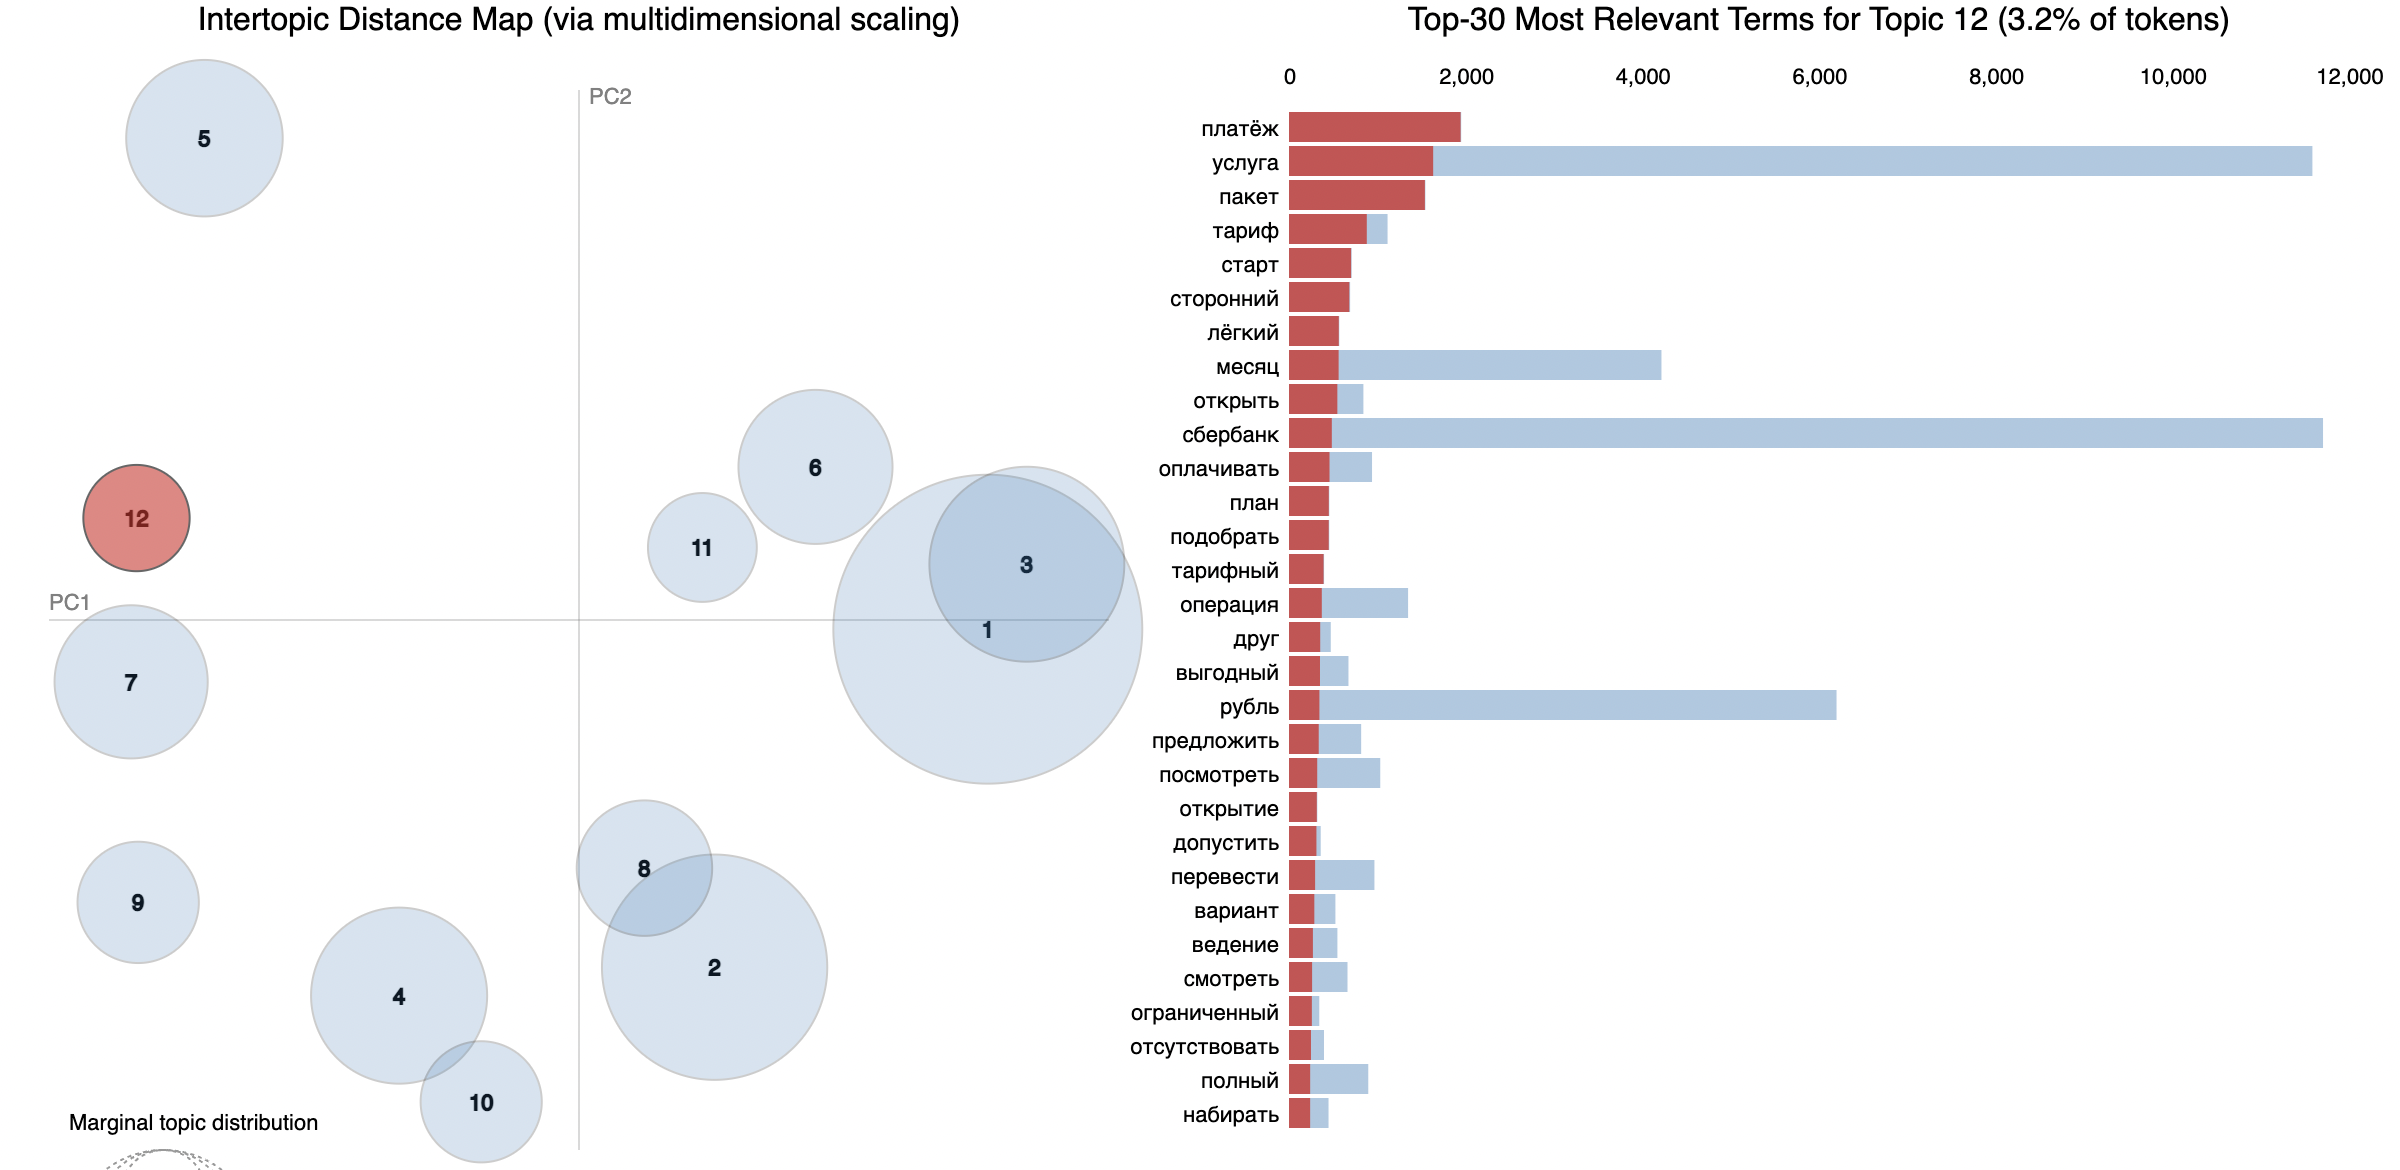 Intertopic Distance Map (via multidimensional scaling)
PC2
PC1
5
12
6
11
3
1
7
8
9
2
4
10
Marginal topic distribution
Top-30 Most Relevant Terms for Topic 12 (3.2% of tokens)
0 2,000 4,000 6,000 8,000 10,000 12,000
платёж
услуга
пакет
тариф
старт
сторонний
лёгкий
месяц
открыть
сбербанк
оплачивать
план
подобрать
тарифный
операция
друг
выгодный
рубль
предложить
посмотреть
открытие
допустить
перевести
вариант
ведение
смотреть
ограниченный
отсутствовать
полный
набирать